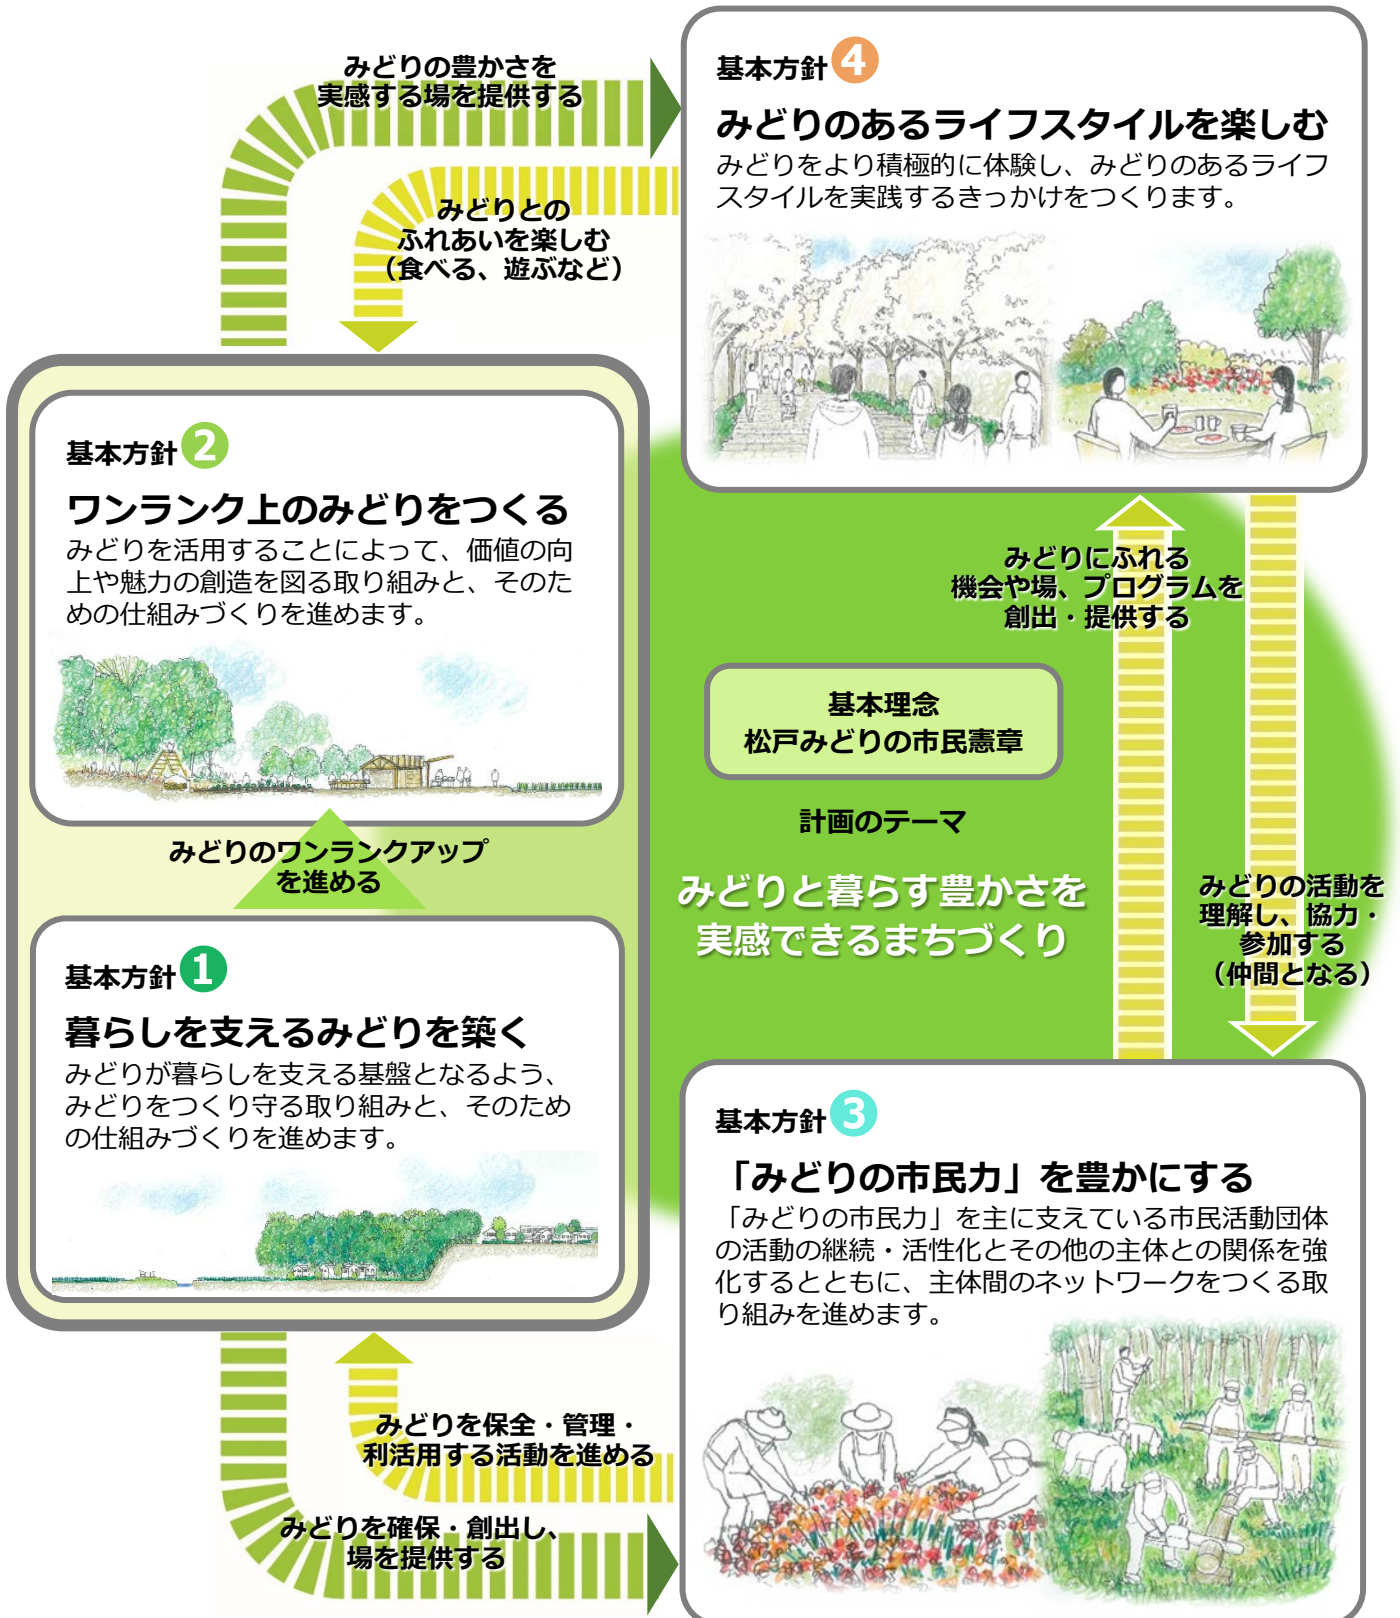 みどりの豊かさを
実感する場を提供する
みどりとの
ふれあいを楽しむ
（食べる、遊ぶなど）
基本方針4
みどりのあるライフスタイルを楽しむ
みどりをより積極的に体験し、みどりのあるライフ
スタイルを実践するきっかけをつくります。
基本方針2
ワンランク上のみどりをつくる
みどりを活用することによって、価値の向
上や魅力の創造を図る取り組みと、そのた
めの仕組みづくりを進めます。
みどりのワンランクアップ
を進める
基本方針1
暮らしを支えるみどりを築く
みどりが暮らしを支える基盤となるよう、
みどりをつくり守る取り組みと、そのため
の仕組みづくりを進めます。
みどりにふれる
機会や場、プログラムを
創出・提供する
基本理念
松戸みどりの市民憲章
計画のテーマ
みどりと暮らす豊かさを
実感できるまちづくり
みどりの活動を
理解し、協力・
参加する
（仲間となる）
基本方針3
「みどりの市民力」を豊かにする
「みどりの市民力」を主に支えている市民活動団体
の活動の継続・活性化とその他の主体との関係を強
化するとともに、主体間のネットワークをつくる取
り組みを進めます。
みどりを保全・管理・
利活用する活動を進める
みどりを確保・創出し、
場を提供する